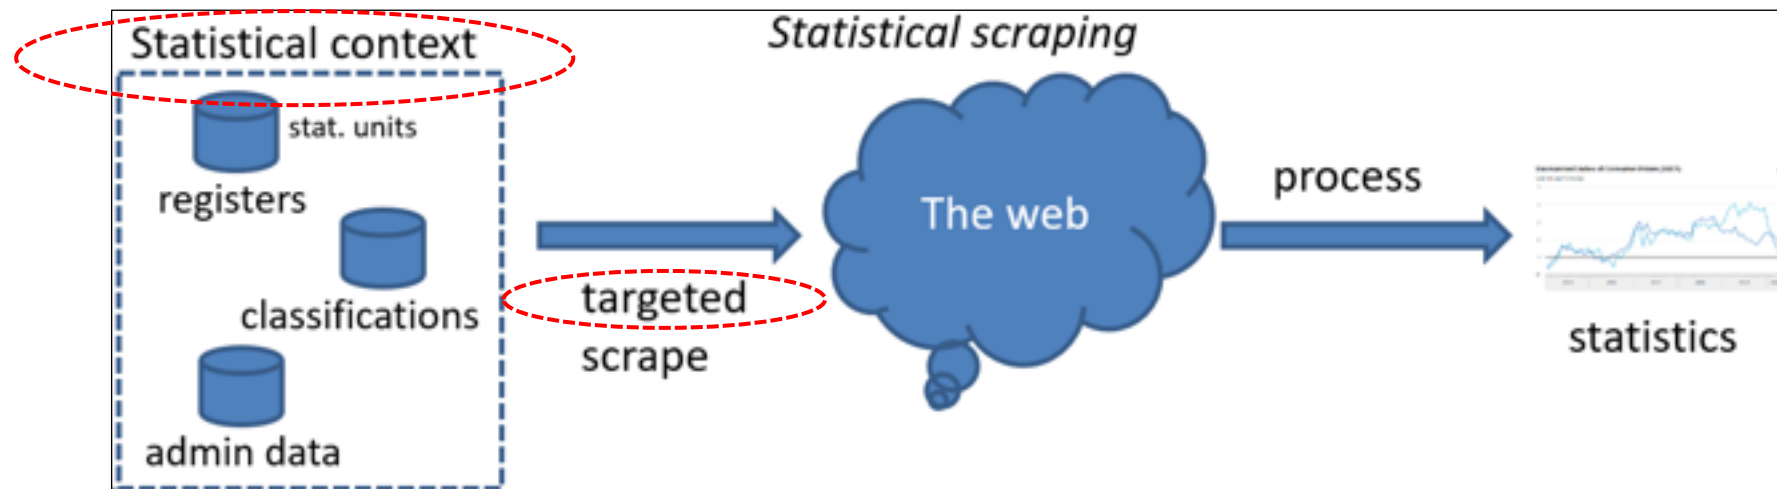 Statistical context
Statistical scraping
stat. units
registers
classifications
admin data
targeted
scrape
The web
process
statistics